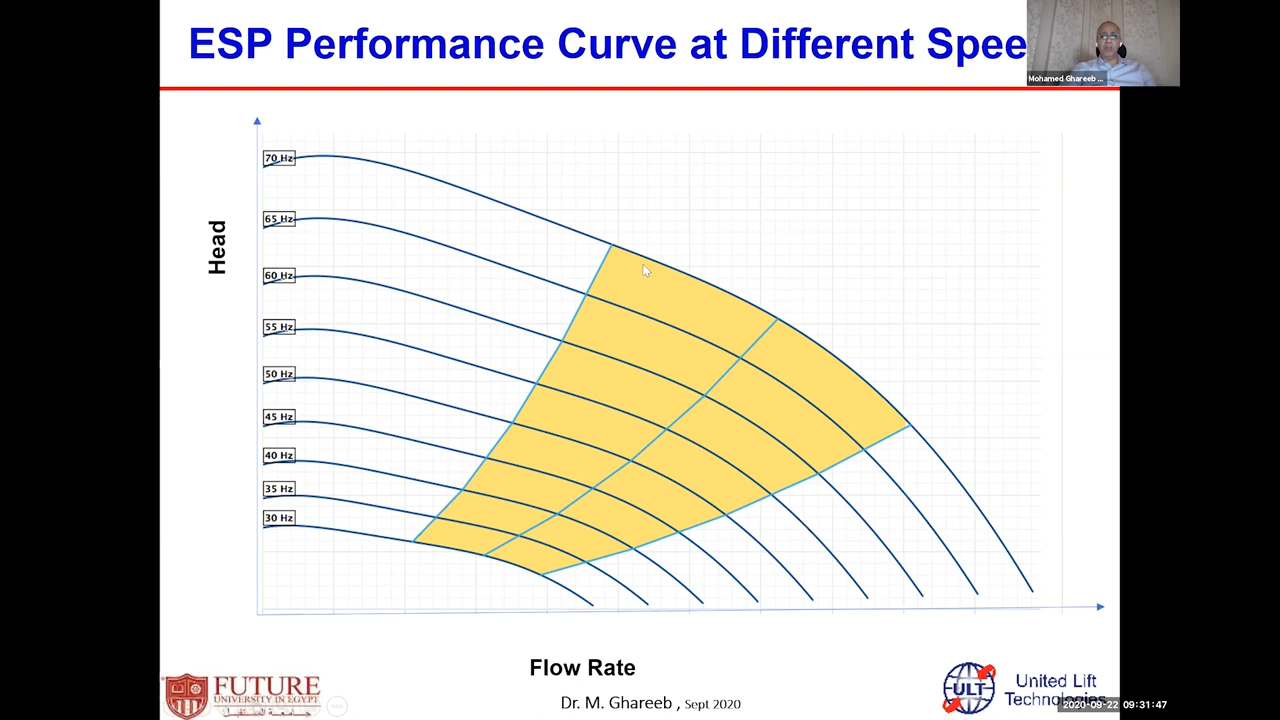 ESP Performance Curve at Different Spee
Mohamed Ghareeb ...
70 Hz
65 Hz
60 Hz
55 Hz
50 Hz
45 Hz
40 Hz
35 Hz
30 Hz
Head
Flow Rate
Dr. M. Ghareeb , Sept 2020
FUTURE
UNIVERSITY IN EGYPT
جامعة المستقبل
ULT
United Lift
Technologies
2020-09-22 09:31:47